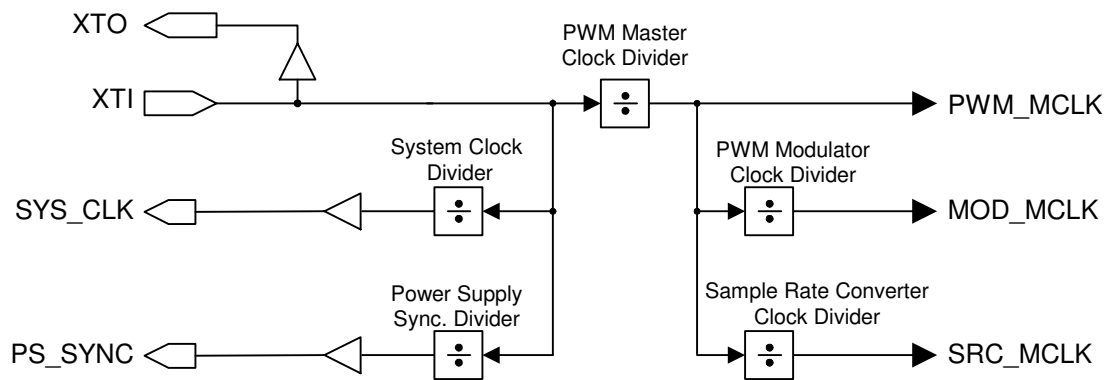 XTO
PWM Master
Clock Divider
XTI
÷
PWM_MCLK
System Clock
Divider
PWM Modulator
Clock Divider
SYS_CLK
÷
÷
MOD_MCLK
Power Supply
Sync. Divider
Sample Rate Converter
Clock Divider
PS_SYNC
÷
÷
SRC_MCLK